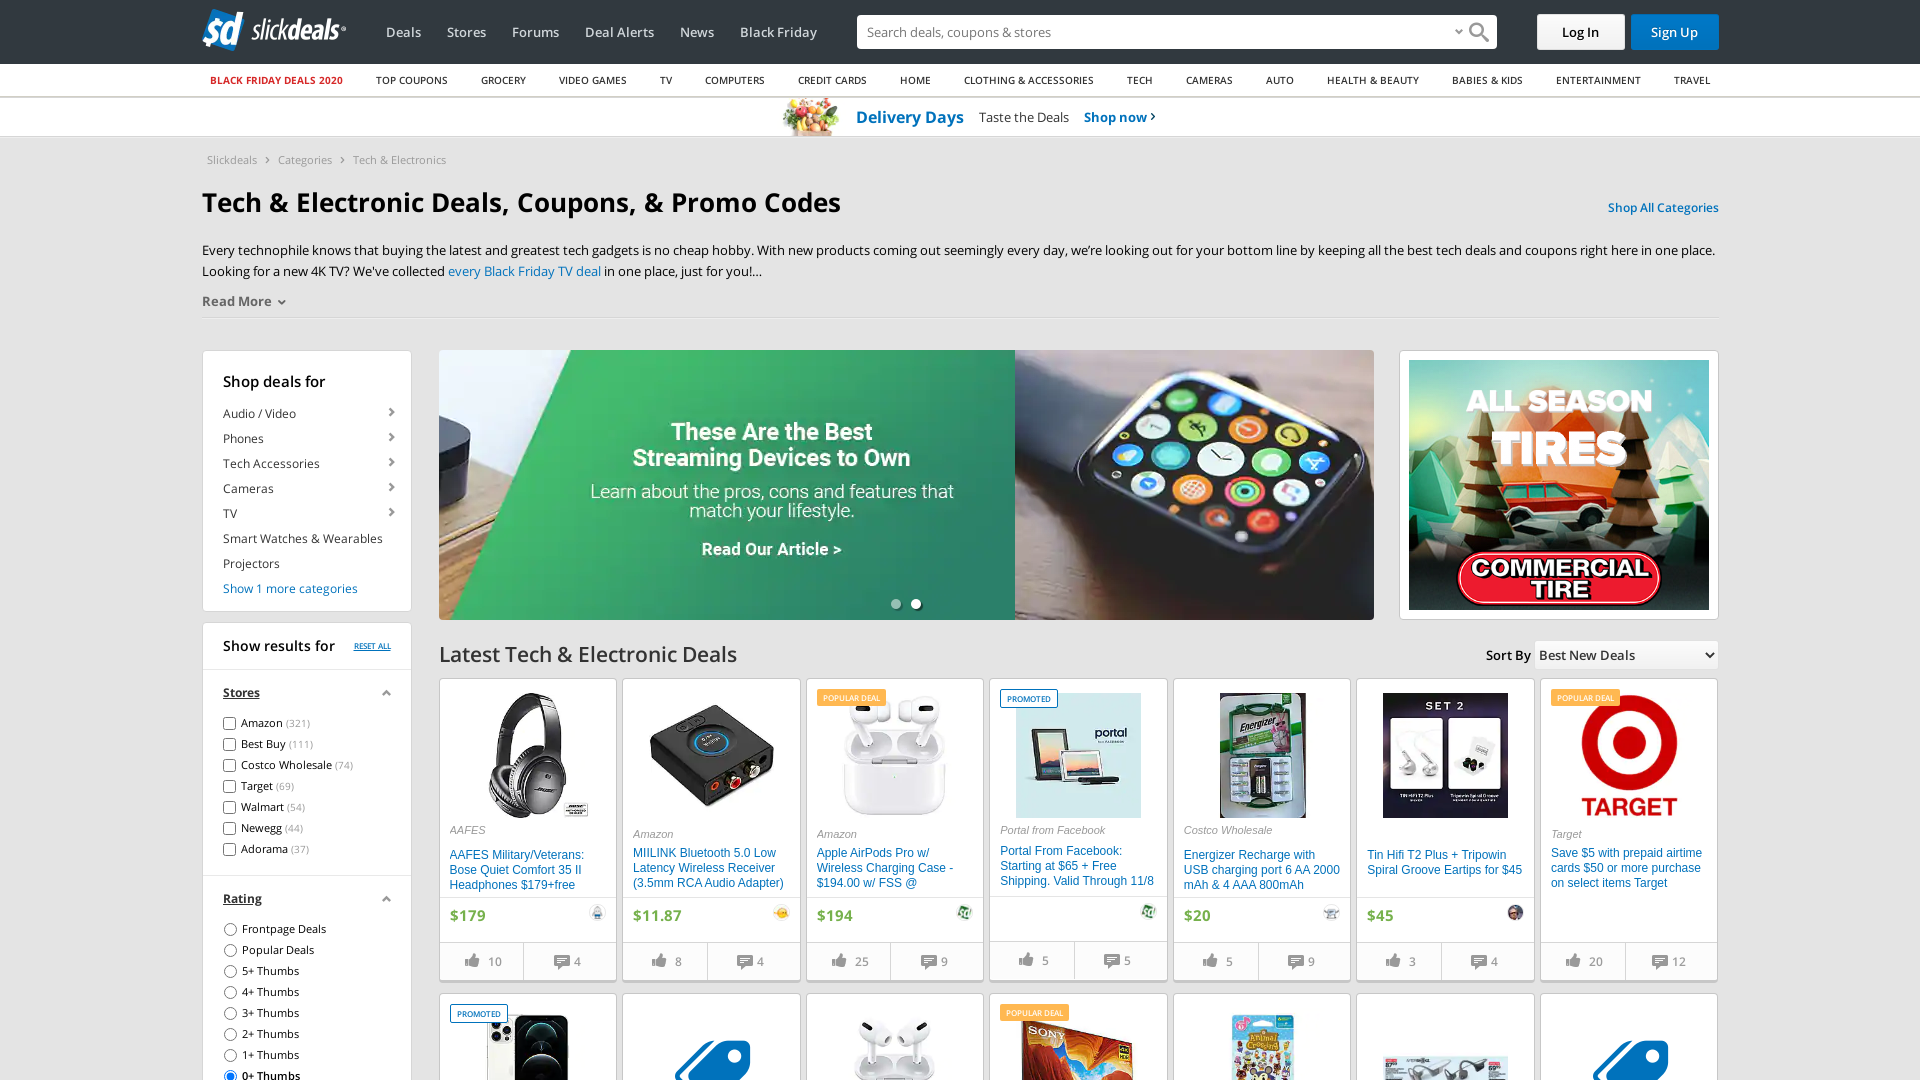 slickdeals
Deals
Stores
Forums
Deal Alerts
News
Black Friday
Search deals, coupons & stores
Log In
Sign Up
BLACK FRIDAY DEALS 2020
TOP COUPONS
GROCERY
VIDEO GAMES
TV
COMPUTERS
CREDIT CARDS
HOME
CLOTHING & ACCESSORIES
TECH
CAMERAS
AUTO
HEALTH & BEAUTY
BABIES & KIDS
ENTERTAINMENT
TRAVEL
Delivery Days Taste the Deals Shop now
Slickdeals > Categories > Tech & Electronics
Tech & Electronic Deals, Coupons, & Promo Codes
Shop All Categories
Every technophile knows that buying the latest and greatest tech gadgets is no cheap hobby. With new products coming out seemingly every day, we’re looking out for your bottom line by keeping all the best tech deals and coupons right here in one place.
Looking for a new 4K TV? We've collected every Black Friday TV deal in one place, just for you!...
Read More
Shop deals for
Audio / Video
Phones
Tech Accessories
Cameras
TV
Smart Watches & Wearables
Projectors
Show 1 more categories
Show results for RESET ALL
Stores
Amazon (321)
Best Buy (111)
Costco Wholesale (74)
Target (69)
Walmart (54)
Newegg (44)
Adorama (37)
Rating
Frontpage Deals
Popular Deals
5+ Thumbs
4+ Thumbs
3+ Thumbs
2+ Thumbs
1+ Thumbs
0+ Thumbs
These Are the Best
Streaming Devices to Own
Learn about the pros, cons and features that
match your lifestyle.
Read Our Article >
ALL SEASON
TIRES
COMMERCIAL
TIRE
Latest Tech & Electronic Deals
Sort By Best New Deals
AAFES
AAFES Military/Veterans:
Bose Quiet Comfort 35 II
Headphones $179+free
$179
10
4
Amazon
MIILINK Bluetooth 5.0 Low
Latency Wireless Receiver
(3.5mm RCA Audio Adapter)
$11.87
8
4
POPULAR DEAL
Amazon
Apple AirPods Pro w/
Wireless Charging Case -
$194.00 w/ FSS @
$194
25
9
PROMOTED
portal
Portal from Facebook
Portal From Facebook:
Starting at $65 + Free
Shipping. Valid Through 11/8
5
5
Energizer
Costco Wholesale
Energizer Recharge with
USB charging port 6 AA 2000
mAh & 4 AAA 800mAh
$20
5
9
SET 2
TIN HiFi T2 Plus
Tripowin Spiral Groove
Tin Hifi T2 Plus + Tripowin
Spiral Groove Eartips for $45
$45
3
4
POPULAR DEAL
TARGET
Target
Save $5 with prepaid airtime
cards $50 or more purchase
on select items Target
20
12
PROMOTED
POPULAR DEAL
SONY
Animal
Crossing